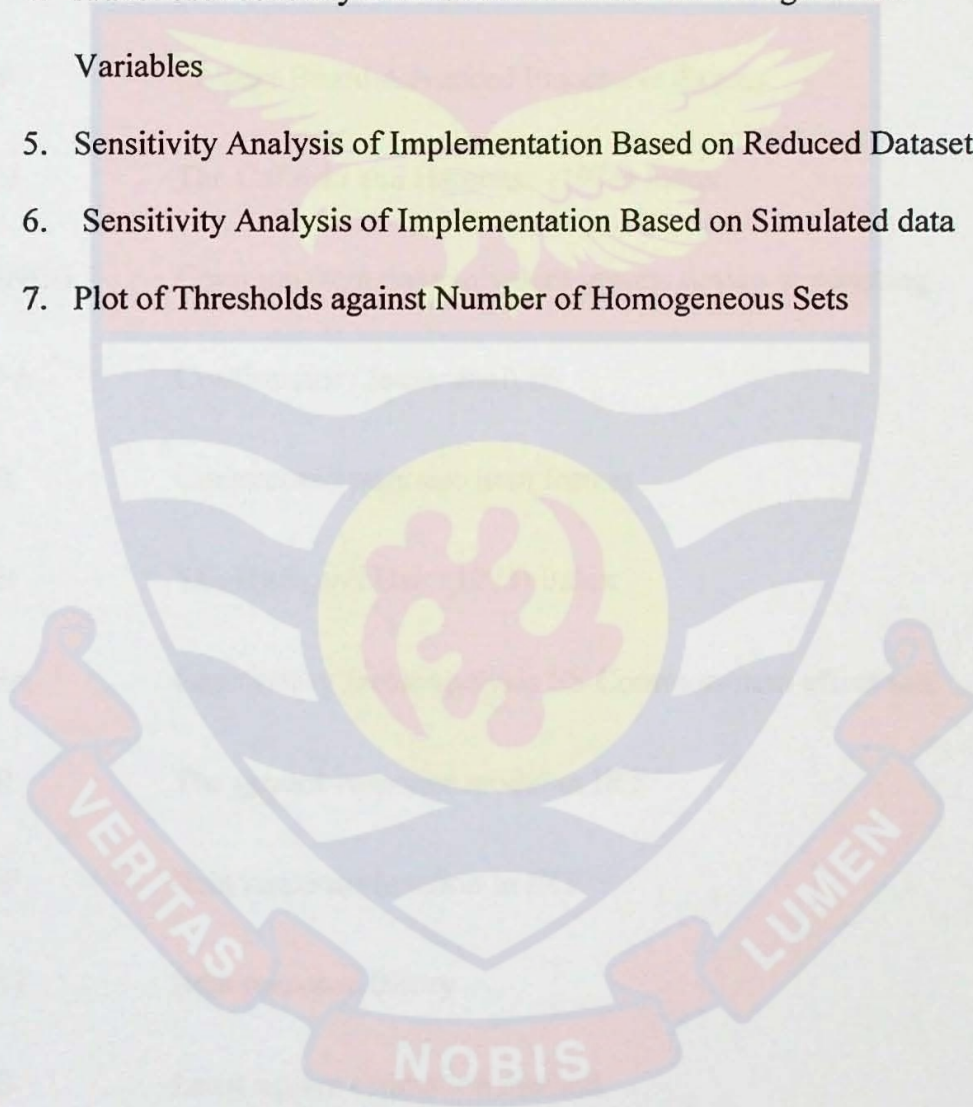 Variables
5. Sensitivity Analysis of Implementation Based on Reduced Dataset
6. Sensitivity Analysis of Implementation Based on Simulated data
7. Plot of Thresholds against Number of Homogeneous Sets
VERITAS
NOBIS
LUMEN